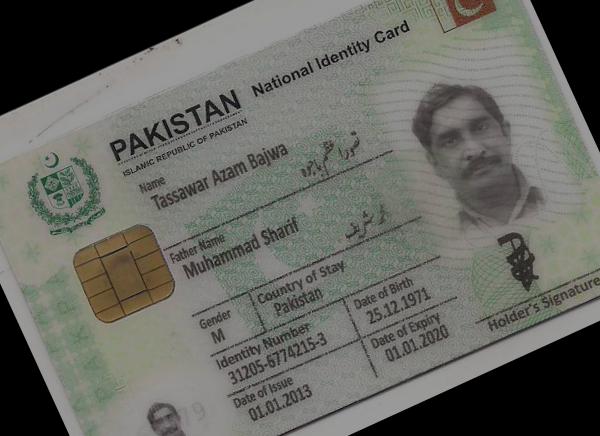 National Identity Card
PAKISTAN
ISLAMIC REPUBLIC OF PAKISTAN
Name
Tassawar Azam Bajwa
تصور اعظم باجوہ
Father Name
Muhammad Sharif
محمد شریف
Gender
M
Country of Stay
Pakistan
Identity Number
31205-6774215-3
Date of Birth
25.12.1971
Date of Issue
01.01.2013
Date of Expiry
01.01.2020
Holder's Signature